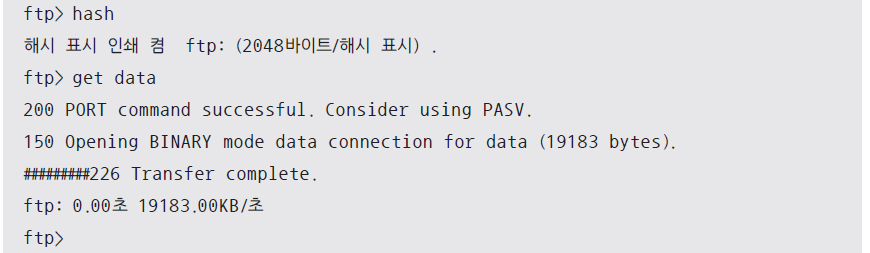 ftp> hash
해시 표시 인쇄 켬  ftp: (2048바이트/해시 표시) .
ftp> get data
200 PORT command successful. Consider using PASV.
150 Opening BINARY mode data connection for data (19183 bytes).
#########226 Transfer complete.
ftp: 0.00초 19183.00KB/초
ftp>